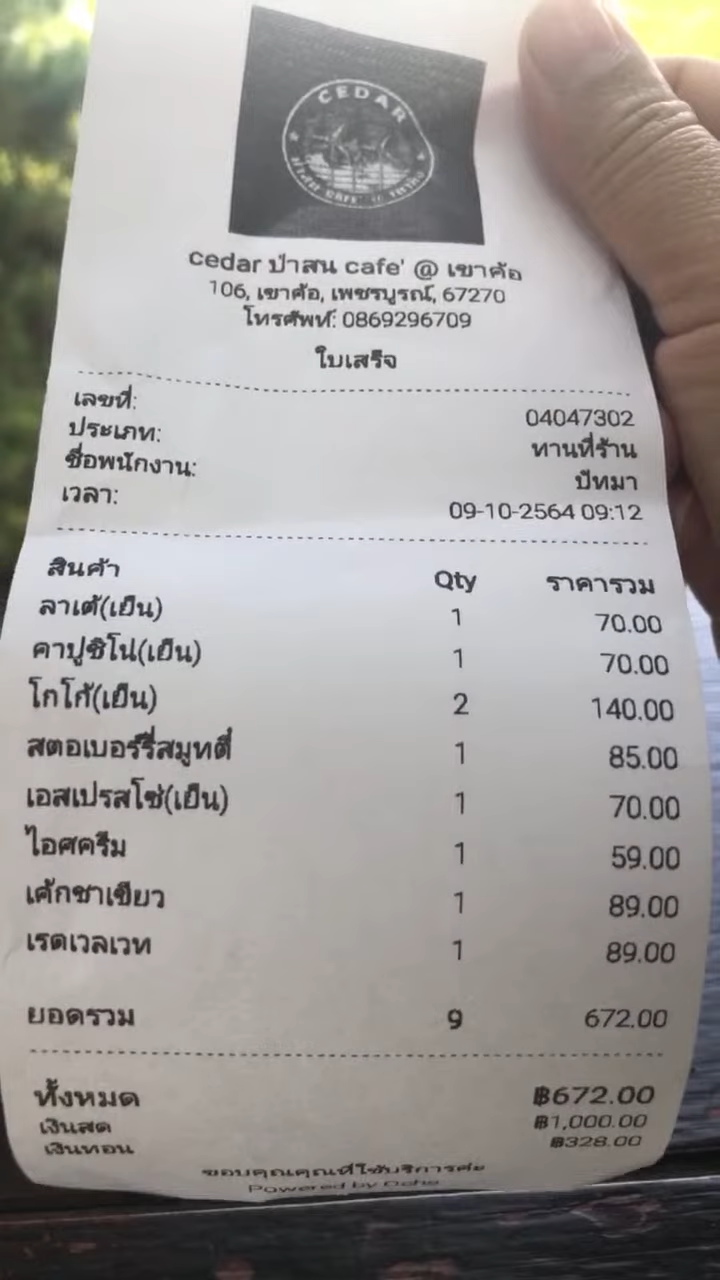 CEDAR
cedar ป่าสน cafe' @ เขาค้อ
106, เขาค้อ, เพชรบูรณ์, 67270
โทรศัพท์: 0869296709
ใบเสร็จ
เลขที่: 04047302
ประเภท: ทานที่ร้าน
ชื่อพนักงาน: ปัทมา
เวลา: 09-10-2564 09:12
สินค้า Qty ราคารวม
ลาเต้(เย็น) 1 70.00
คาปูชิโน่(เย็น) 1 70.00
โกโก้(เย็น) 2 140.00
สตอเบอร์รี่สมูทตี้ 1 85.00
เอสเปรสโซ่(เย็น) 1 70.00
ไอศครีม 1 59.00
เค้กชาเขียว 1 89.00
เรดเวลเวท 1 89.00
ยอดรวม 9 672.00
ทั้งหมด ฿672.00
เงินสด ฿1,000.00
เงินทอน ฿328.00
ขอบคุณคุณที่ใช้บริการค่ะ
Powered by Ocha